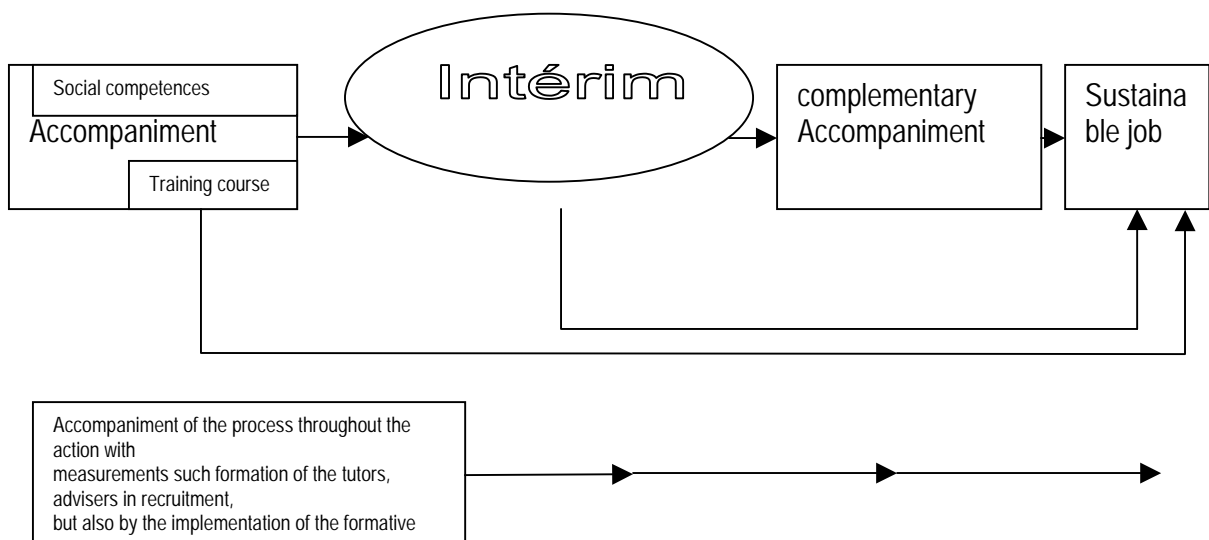 Social competences
Accompaniment
Training course
Intérim
complementary
Accompaniment
Sustaina
ble job
Accompaniment of the process throughout the
action with
measurements such formation of the tutors,
advisers in recruitment,
but also by the implementation of the formative